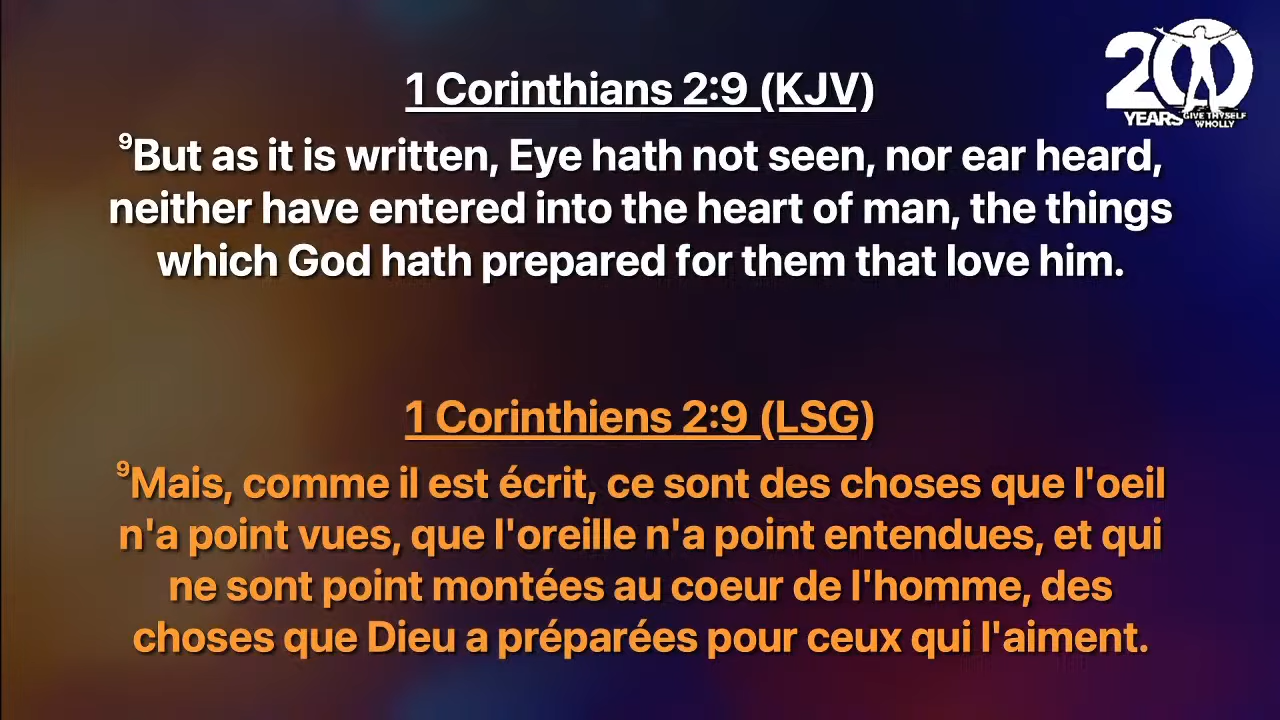 20
YEARS
GIVE THYSELF
WHOLLY
1 Corinthians 2:9 (KJV)
⁹But as it is written, Eye hath not seen, nor ear heard,
neither have entered into the heart of man, the things
which God hath prepared for them that love him.
1 Corinthiens 2:9 (LSG)
⁹Mais, comme il est écrit, ce sont des choses que l'oeil
n'a point vues, que l'oreille n'a point entendues, et qui
ne sont point montées au coeur de l'homme, des
choses que Dieu a préparées pour ceux qui l'aiment.